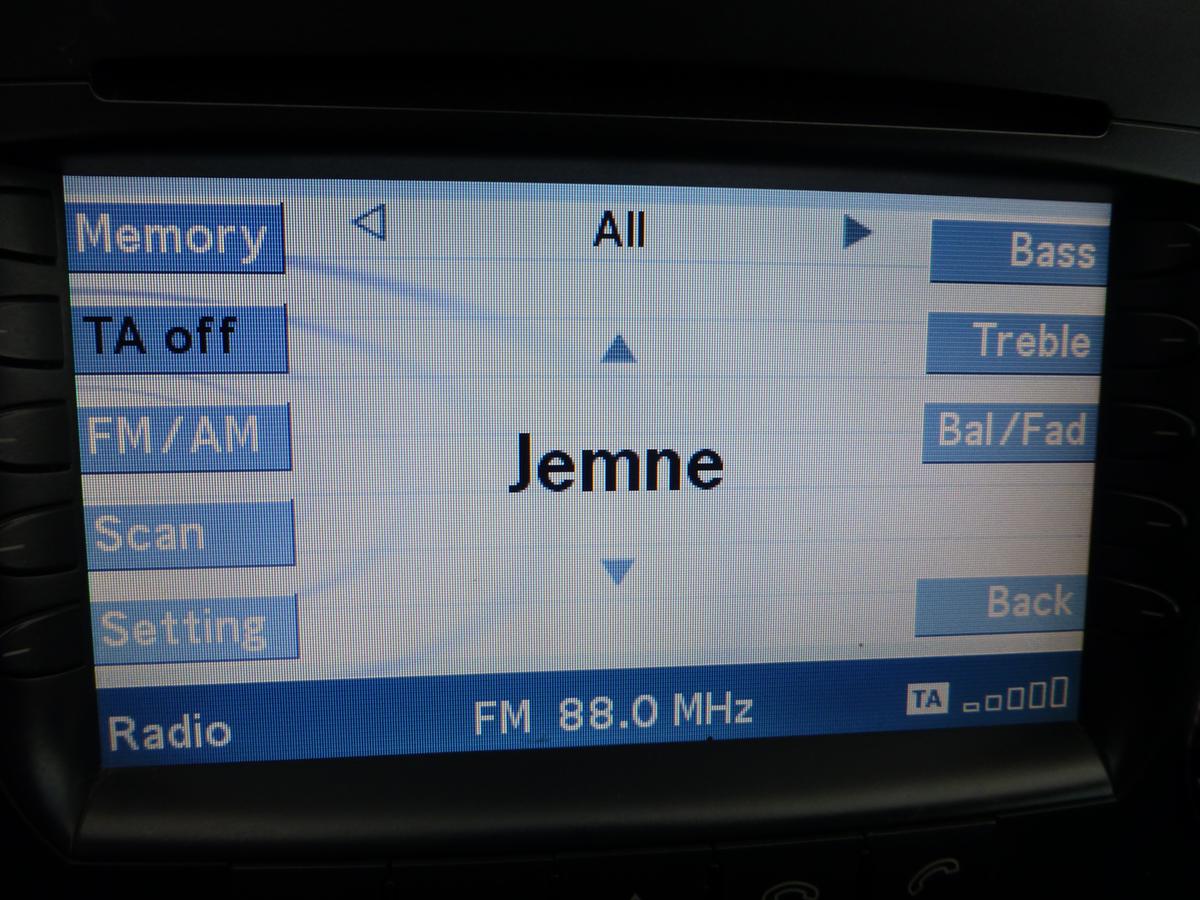 Memory
All
Bass
TA off
Treble
FM/AM
Bal/Fad
Jemne
Scan
Setting
Back
Radio
FM 88.0 MHz
TA